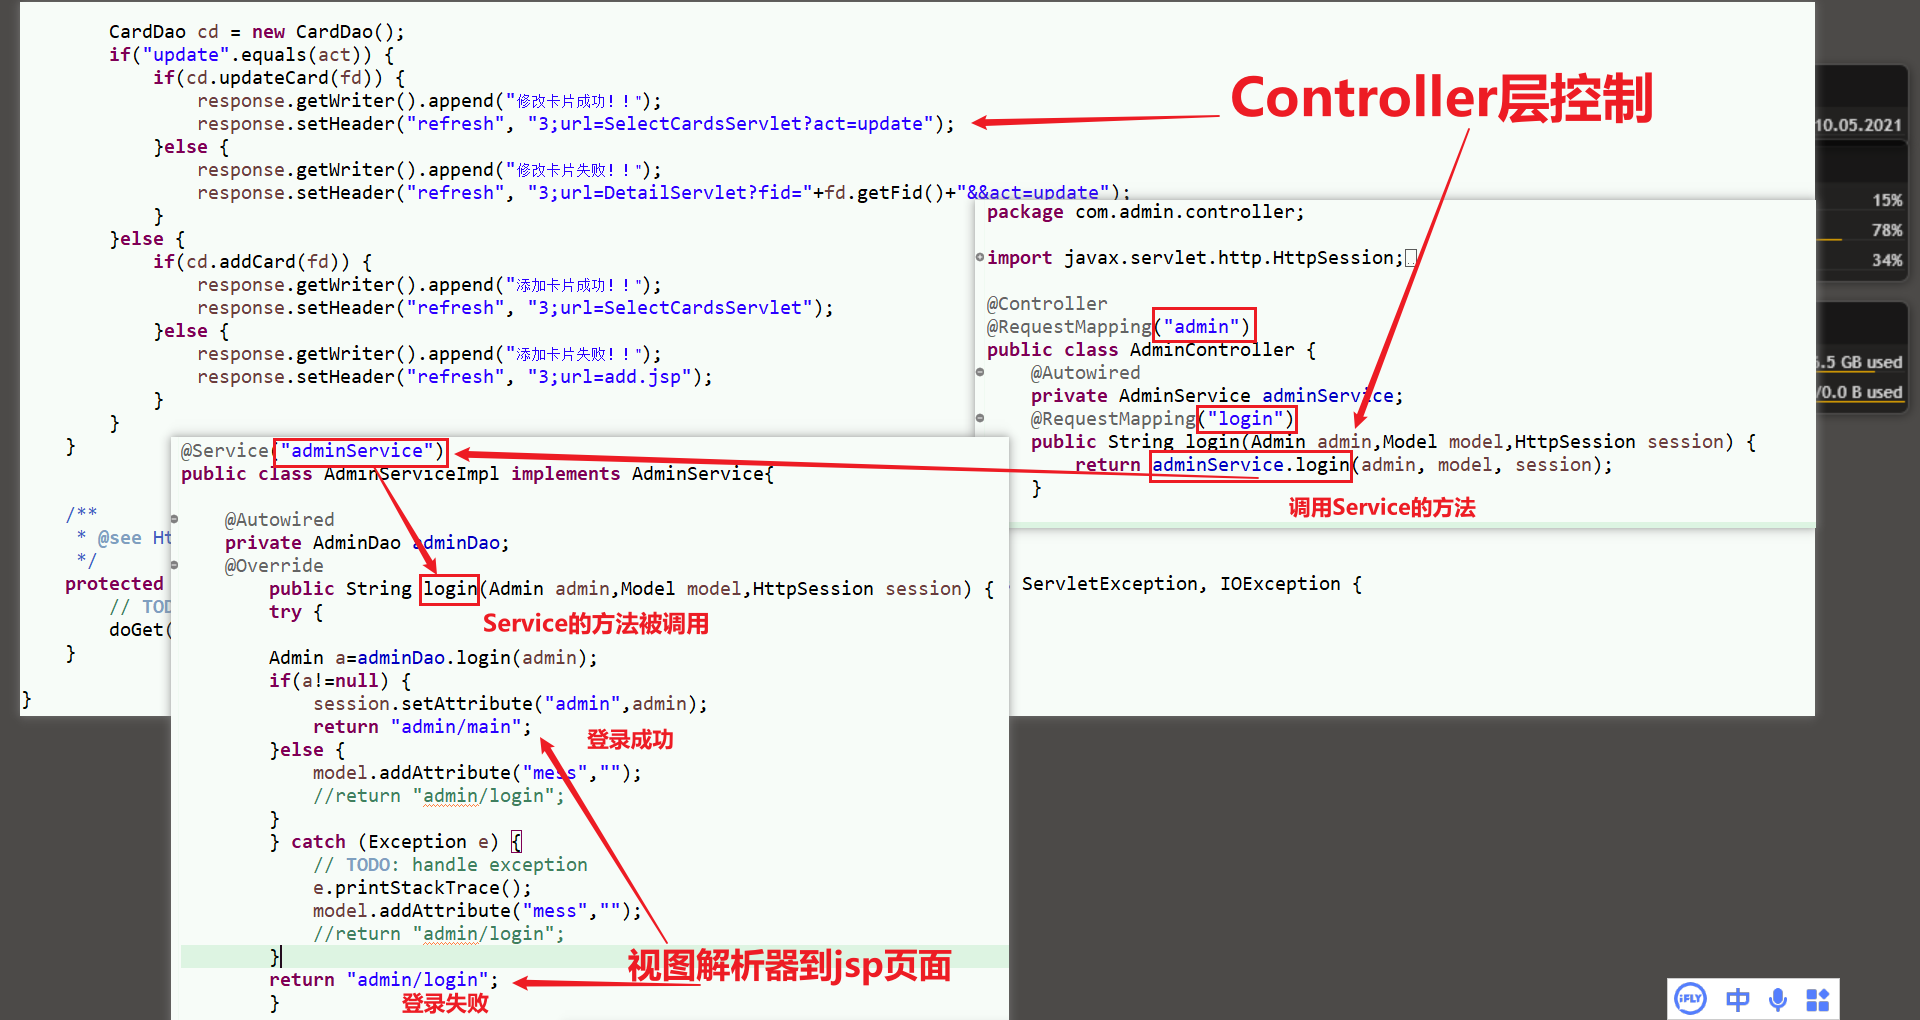 CardDao cd = new CardDao();
if("update".equals(act)) {
if(cd.updateCard(fd)) {
response.getWriter().append("修改卡片成功！！");
response.setHeader("refresh", "3;url=SelectCardsServlet?act=update");
}else {
response.getWriter().append("修改卡片失败！！");
response.setHeader("refresh", "3;url=DetailServlet?fid="+fd.getFid()+"&&act=update");
}
}else {
if(cd.addCard(fd)) {
response.getWriter().append("添加卡片成功！！");
response.setHeader("refresh", "3;url=SelectCardsServlet");
}else {
response.getWriter().append("添加卡片失败！！");
response.setHeader("refresh", "3;url=add.jsp");
}
}
}
/**
* @see Ht
*/
protected
ServletException, IOException {
// TOD
doGet(
}
}
Controller层控制
10.05.2021
15%
78%
34%
.5 GB used
/0.0 B used
package com.admin.controller;
import javax.servlet.http.HttpSession;
@Controller
@RequestMapping("admin")
public class AdminController {
@Autowired
private AdminService adminService;
@RequestMapping("login")
public String login(Admin admin,Model model,HttpSession session) {
return adminService.login(admin, model, session);
}
调用Service的方法
@Service("adminService")
public class AdminServiceImpl implements AdminService{
@Autowired
private AdminDao adminDao;
@Override
public String login(Admin admin,Model model,HttpSession session) {
try {
Service的方法被调用
Admin a=adminDao.login(admin);
if(a!=null) {
session.setAttribute("admin",admin);
return "admin/main";
登录成功
}else {
model.addAttribute("mess","");
//return "admin/login";
}
} catch (Exception e) {
// TODO: handle exception
e.printStackTrace();
model.addAttribute("mess","");
//return "admin/login";
}
视图解析器到jsp页面
return "admin/login";
}
登录失败
iFLY
中